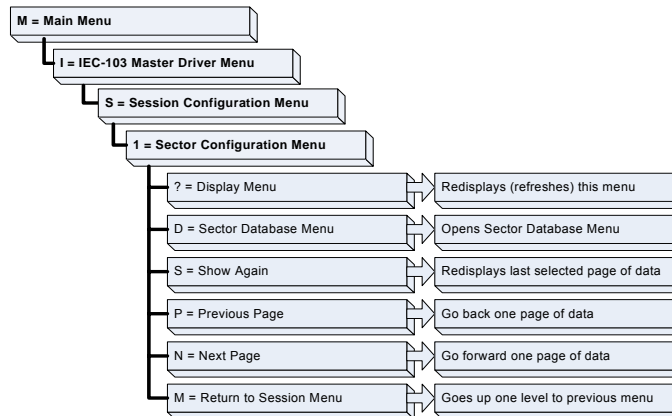 M = Main Menu
I = IEC-103 Master Driver Menu
S = Session Configuration Menu
1 = Sector Configuration Menu
? = Display Menu
Redisplays (refreshes) this menu
D = Sector Database Menu
Opens Sector Database Menu
S = Show Again
Redisplays last selected page of data
P = Previous Page
Go back one page of data
N = Next Page
Go forward one page of data
M = Return to Session Menu
Goes up one level to previous menu